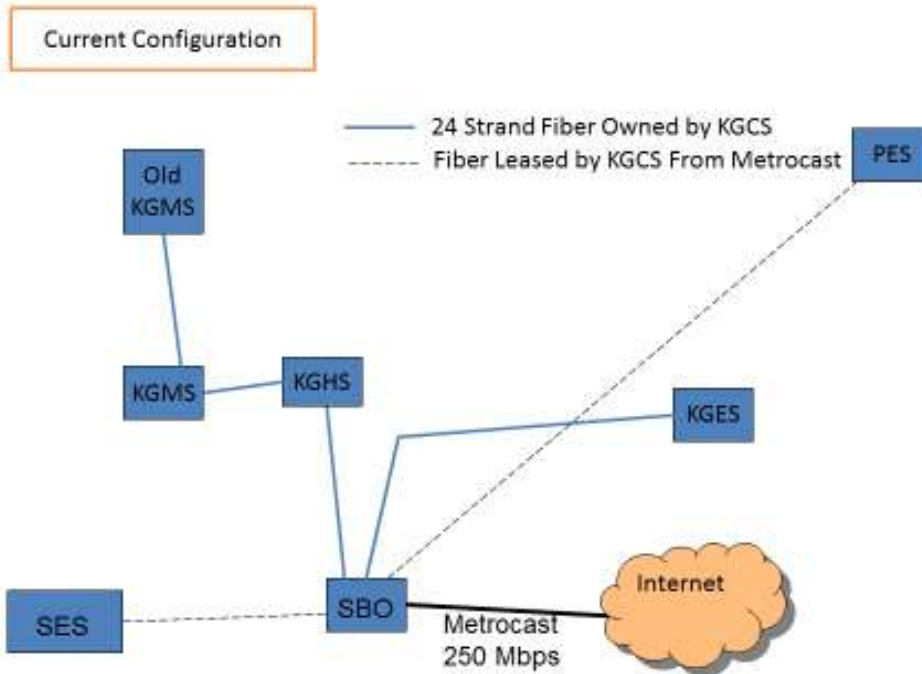 Current Configuration
24 Strand Fiber Owned by KGCS
Fiber Leased by KGCS From Metrocast
PES
Old
KGMS
KGMS
KGHS
KGES
Internet
SES
SBO
Metrocast
250 Mbps